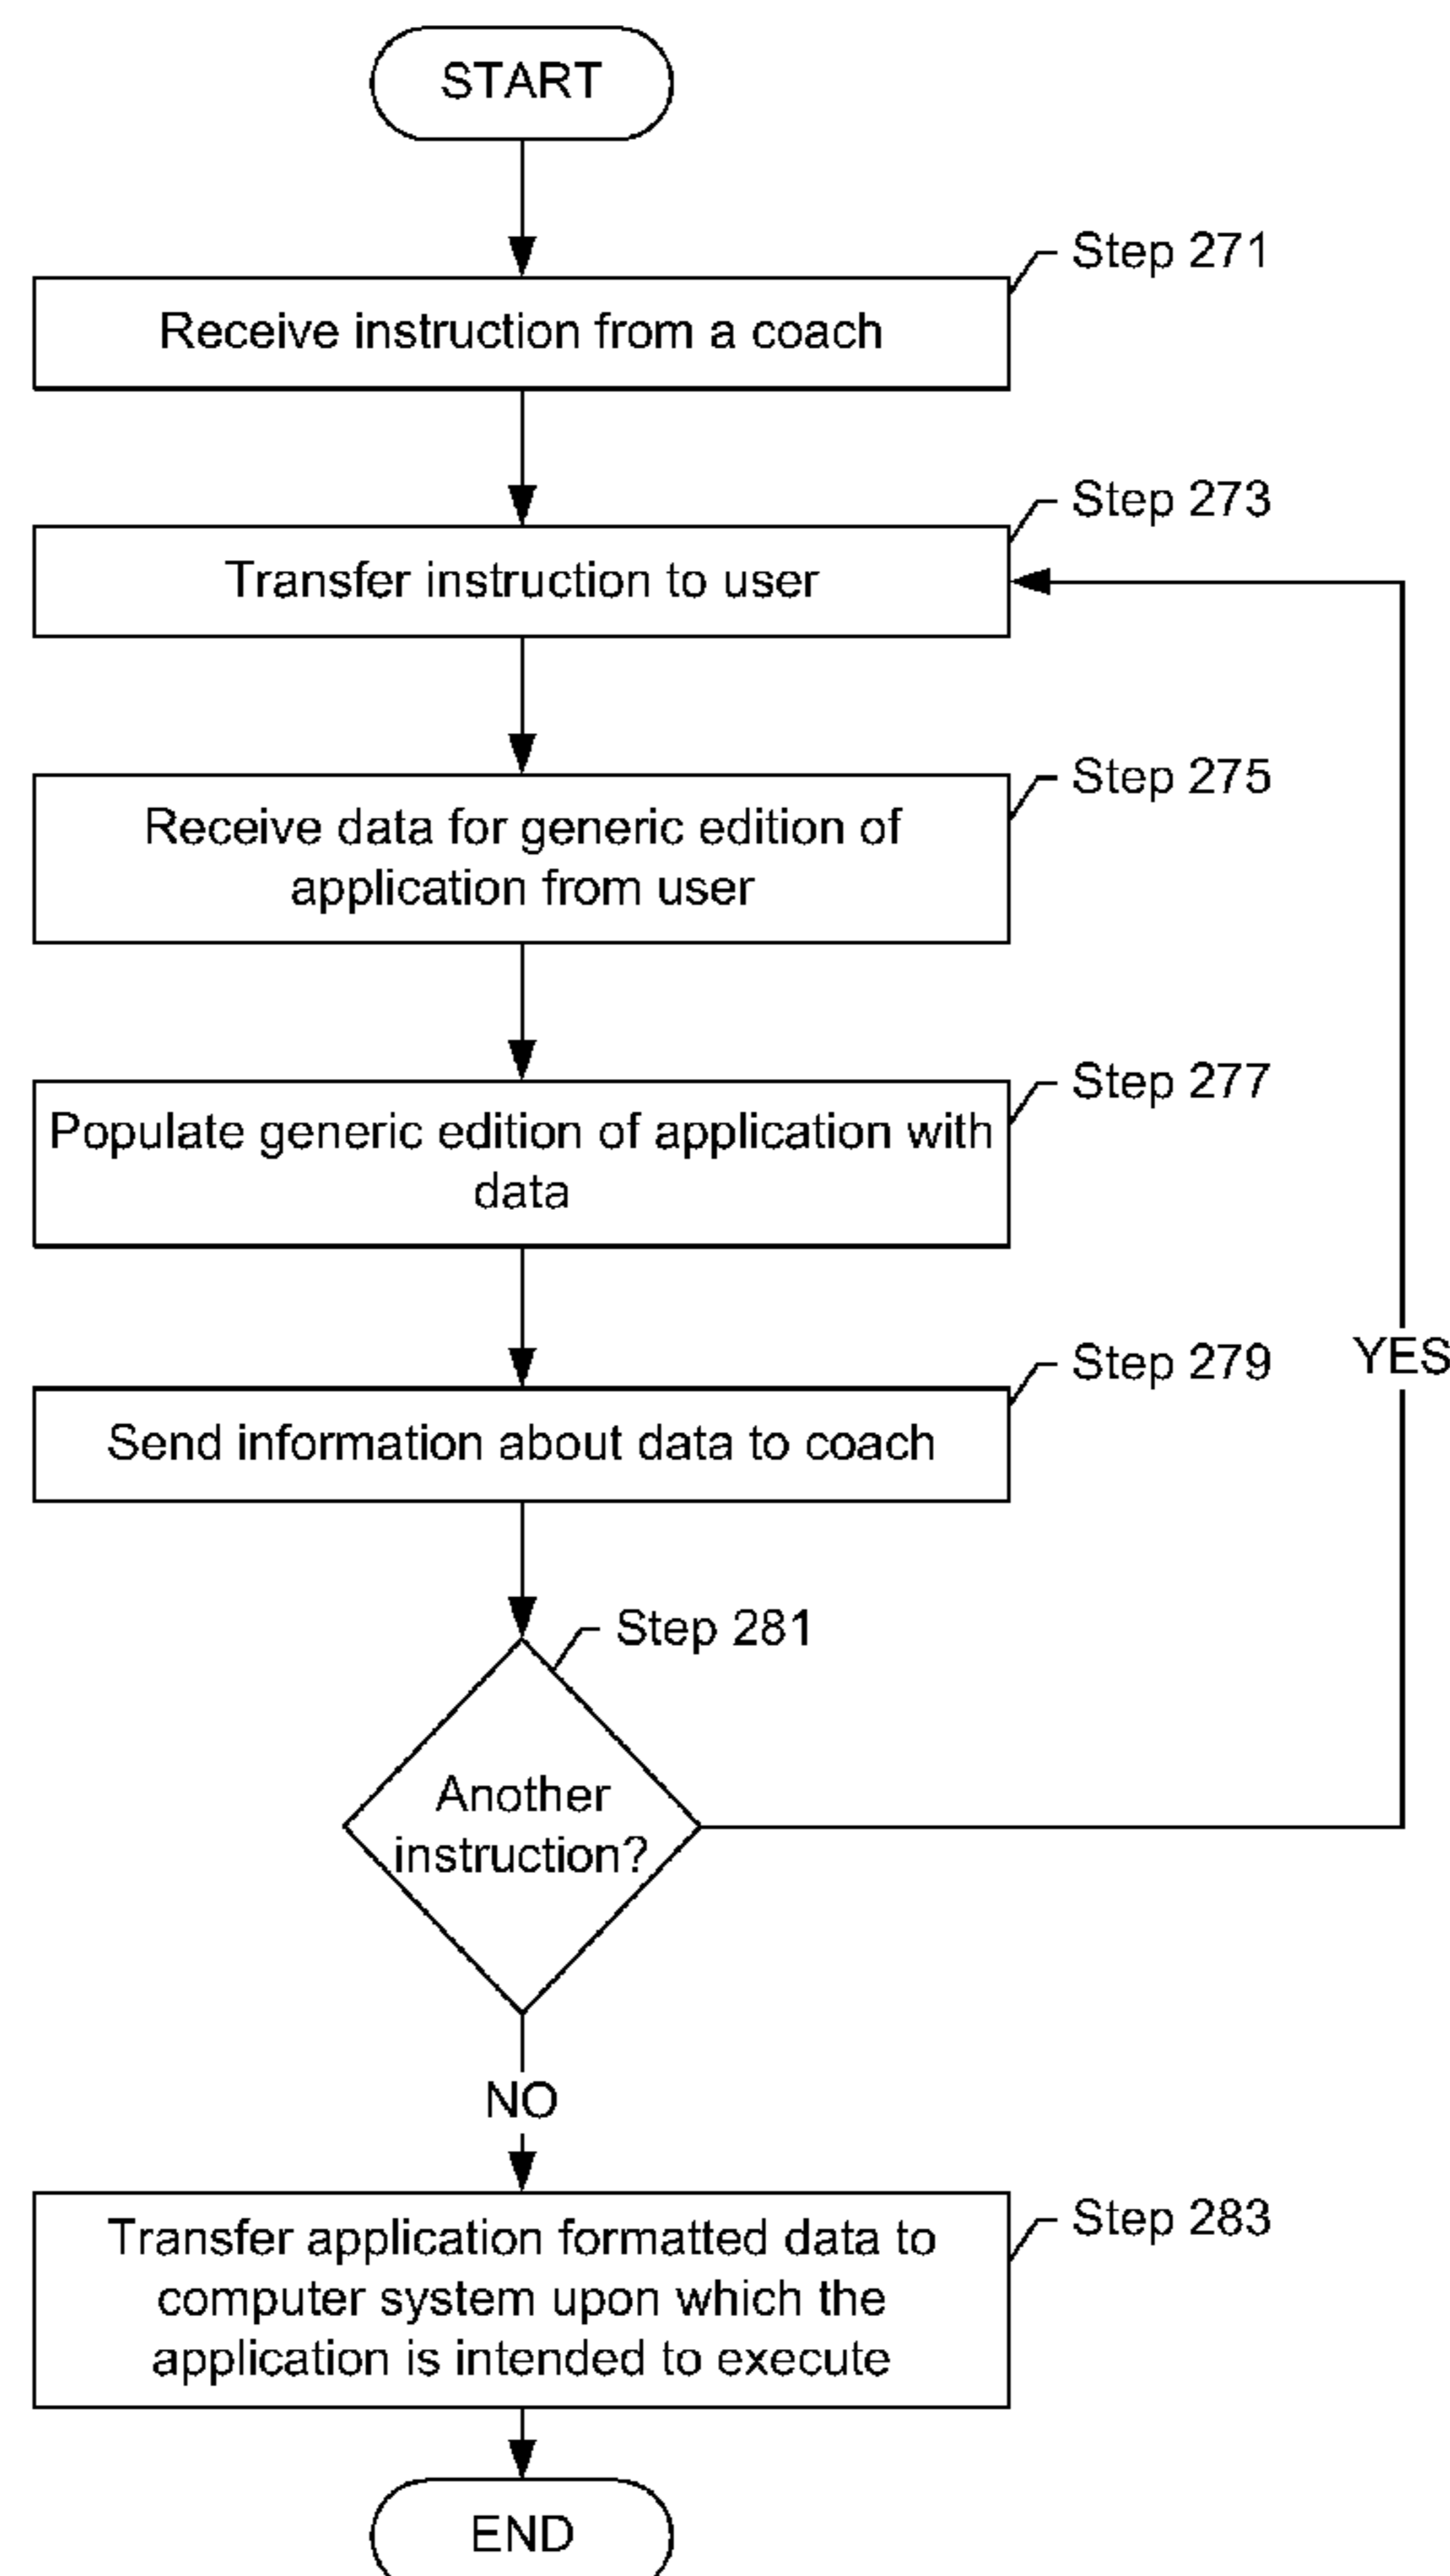 START
Step 271
Receive instruction from a coach
Step 273
Transfer instruction to user
Step 275
Receive data for generic edition of
application from user
Step 277
Populate generic edition of application with
data
Step 279
YES
Send information about data to coach
Step 281
Another
instruction?
NO
Step 283
Transfer application formatted data to
computer system upon which the
application is intended to execute
END